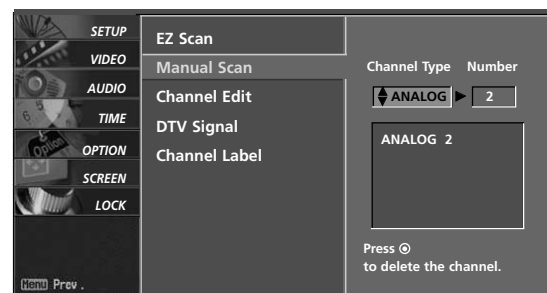 SETUP
VIDEO
AUDIO
TIME
OPTION
SCREEN
LOCK
Menu Prev.
EZ Scan
Manual Scan
Channel Edit
DTV Signal
Channel Label
Channel Type Number
ANALOG 2
ANALOG 2
Press
to delete the channel.